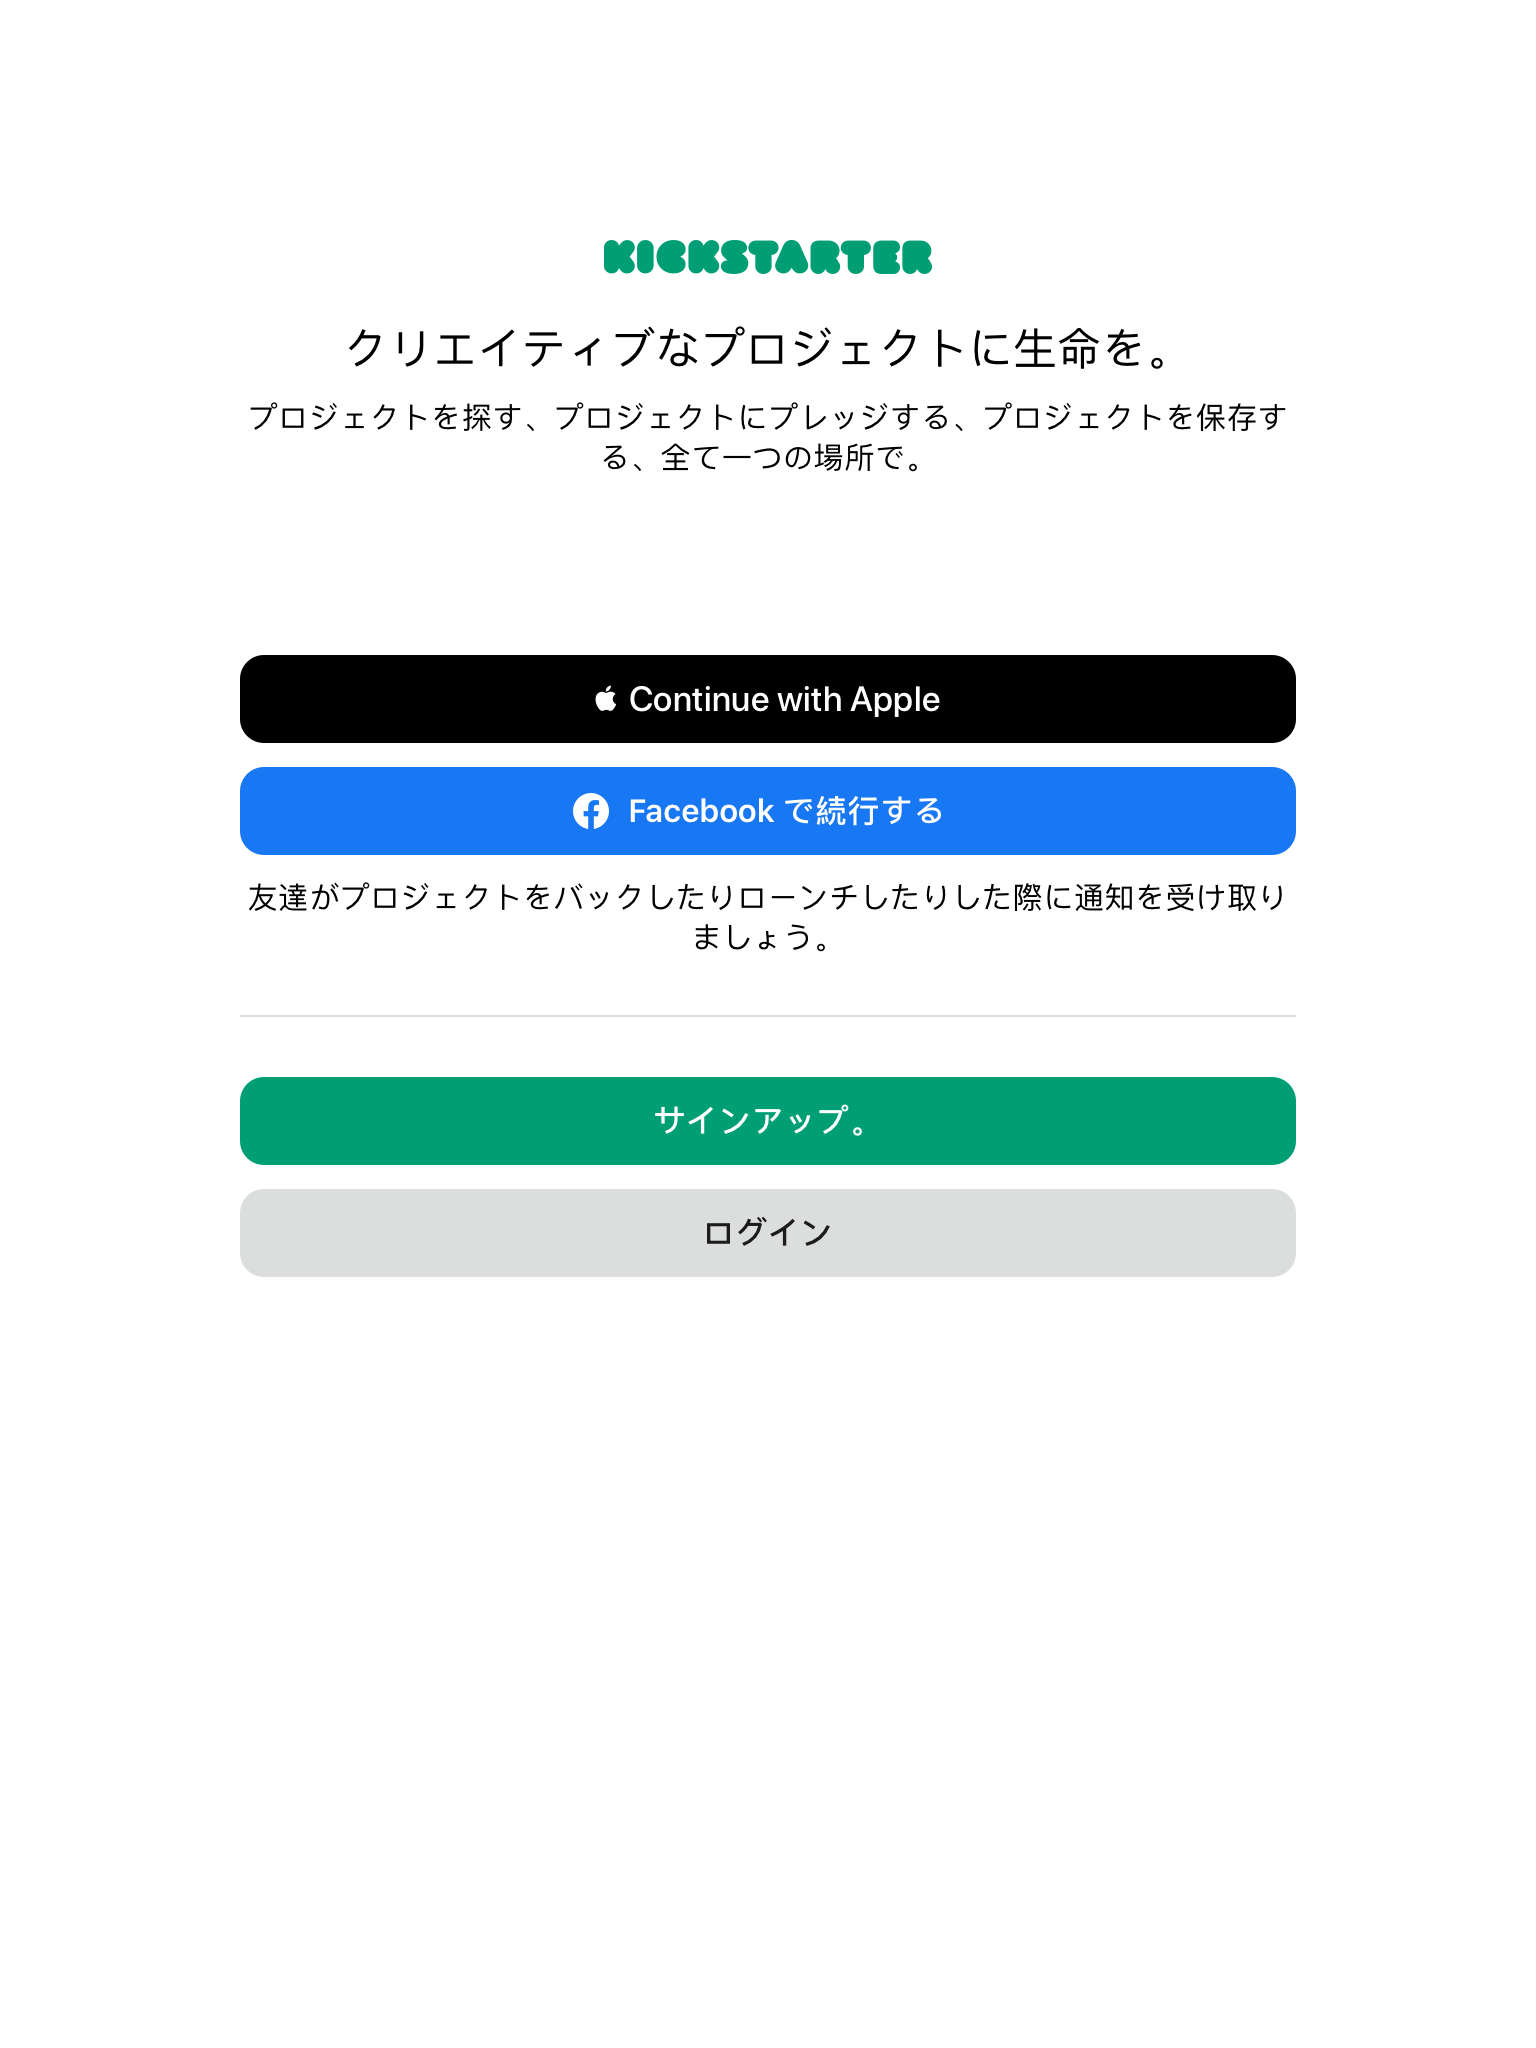 KICKSTARTER
クリエイティブなプロジェクトに生命を。
プロジェクトを探す、プロジェクトにプレッジする、プロジェクトを保存す
る、全て一つの場所で。
Continue with Apple
Facebook で続行する
友達がプロジェクトをバックしたりローンチしたりした際に通知を受け取り
ましょう。
サインアップ。
ログイン